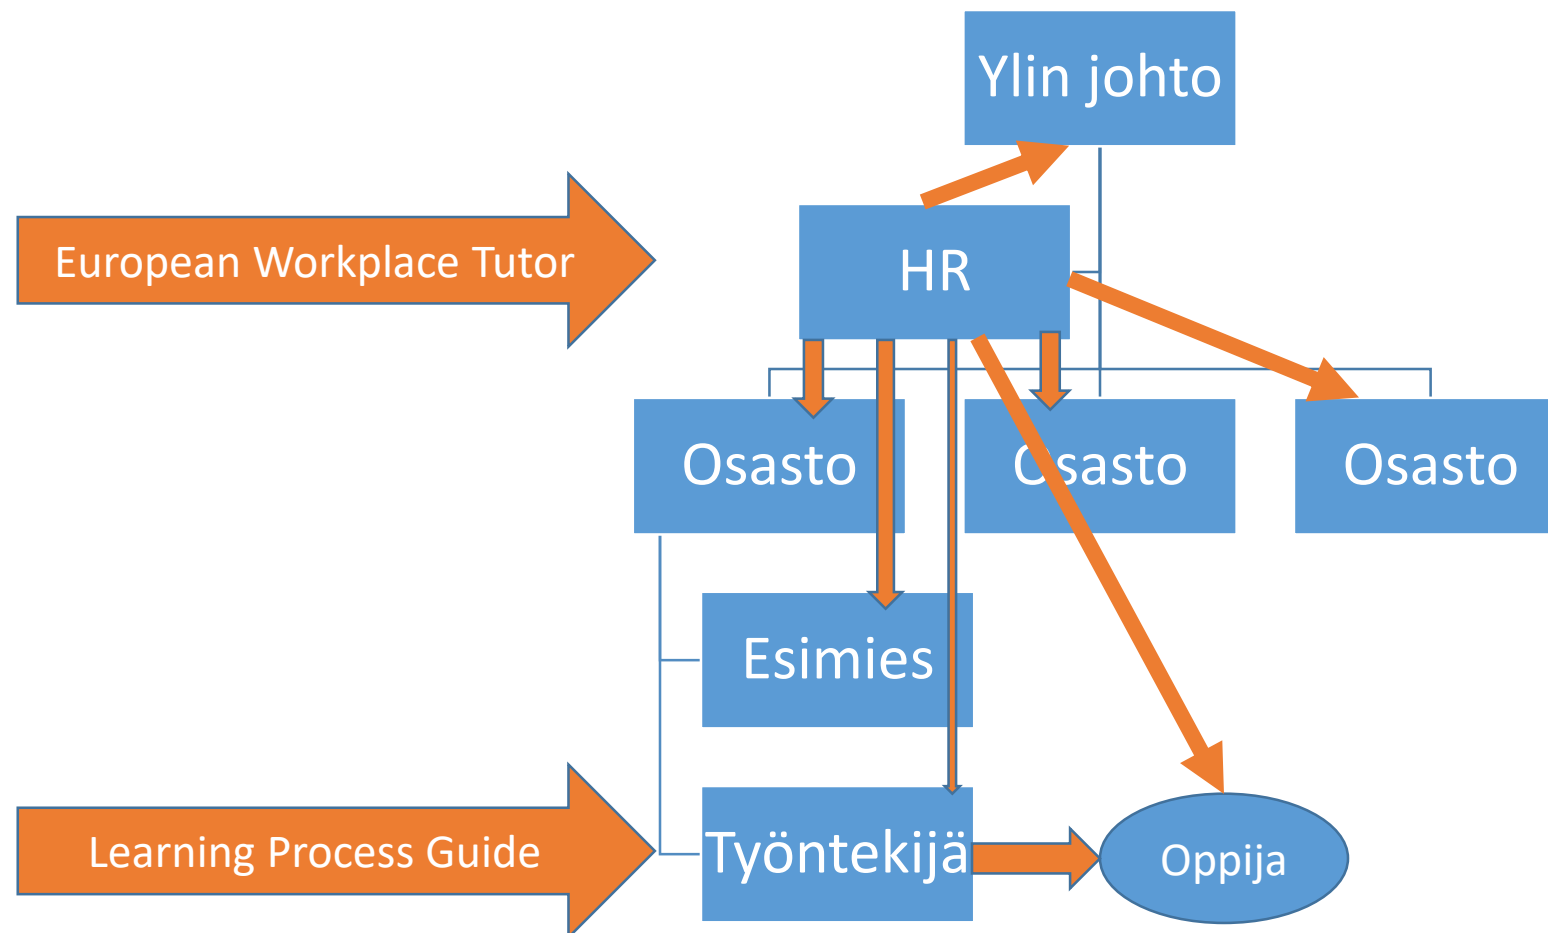 Ylin johto
European Workplace Tutor
HR
Osasto
Osasto
Osasto
Esimies
Learning Process Guide
Työntekijä
Oppija